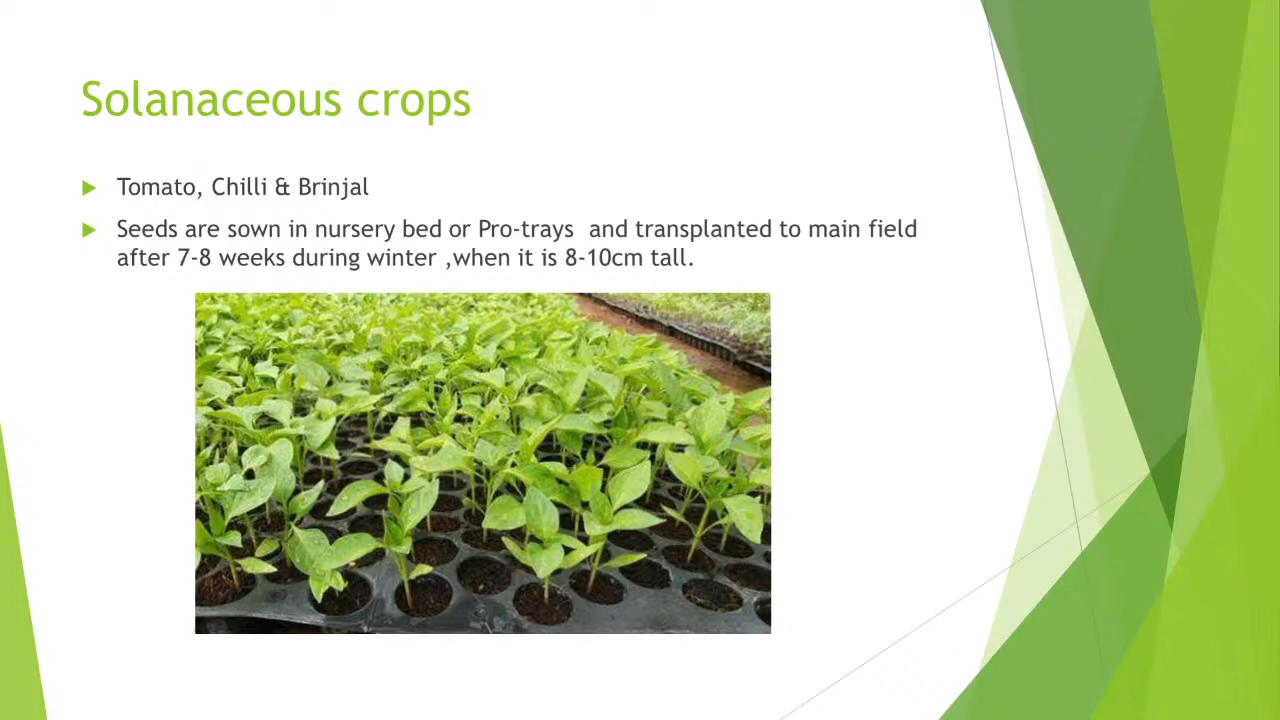 Solanaceous crops
Tomato, Chilli & Brinjal
Seeds are sown in nursery bed or Pro-trays  and transplanted to main field
after 7-8 weeks during winter ,when it is 8-10cm tall.